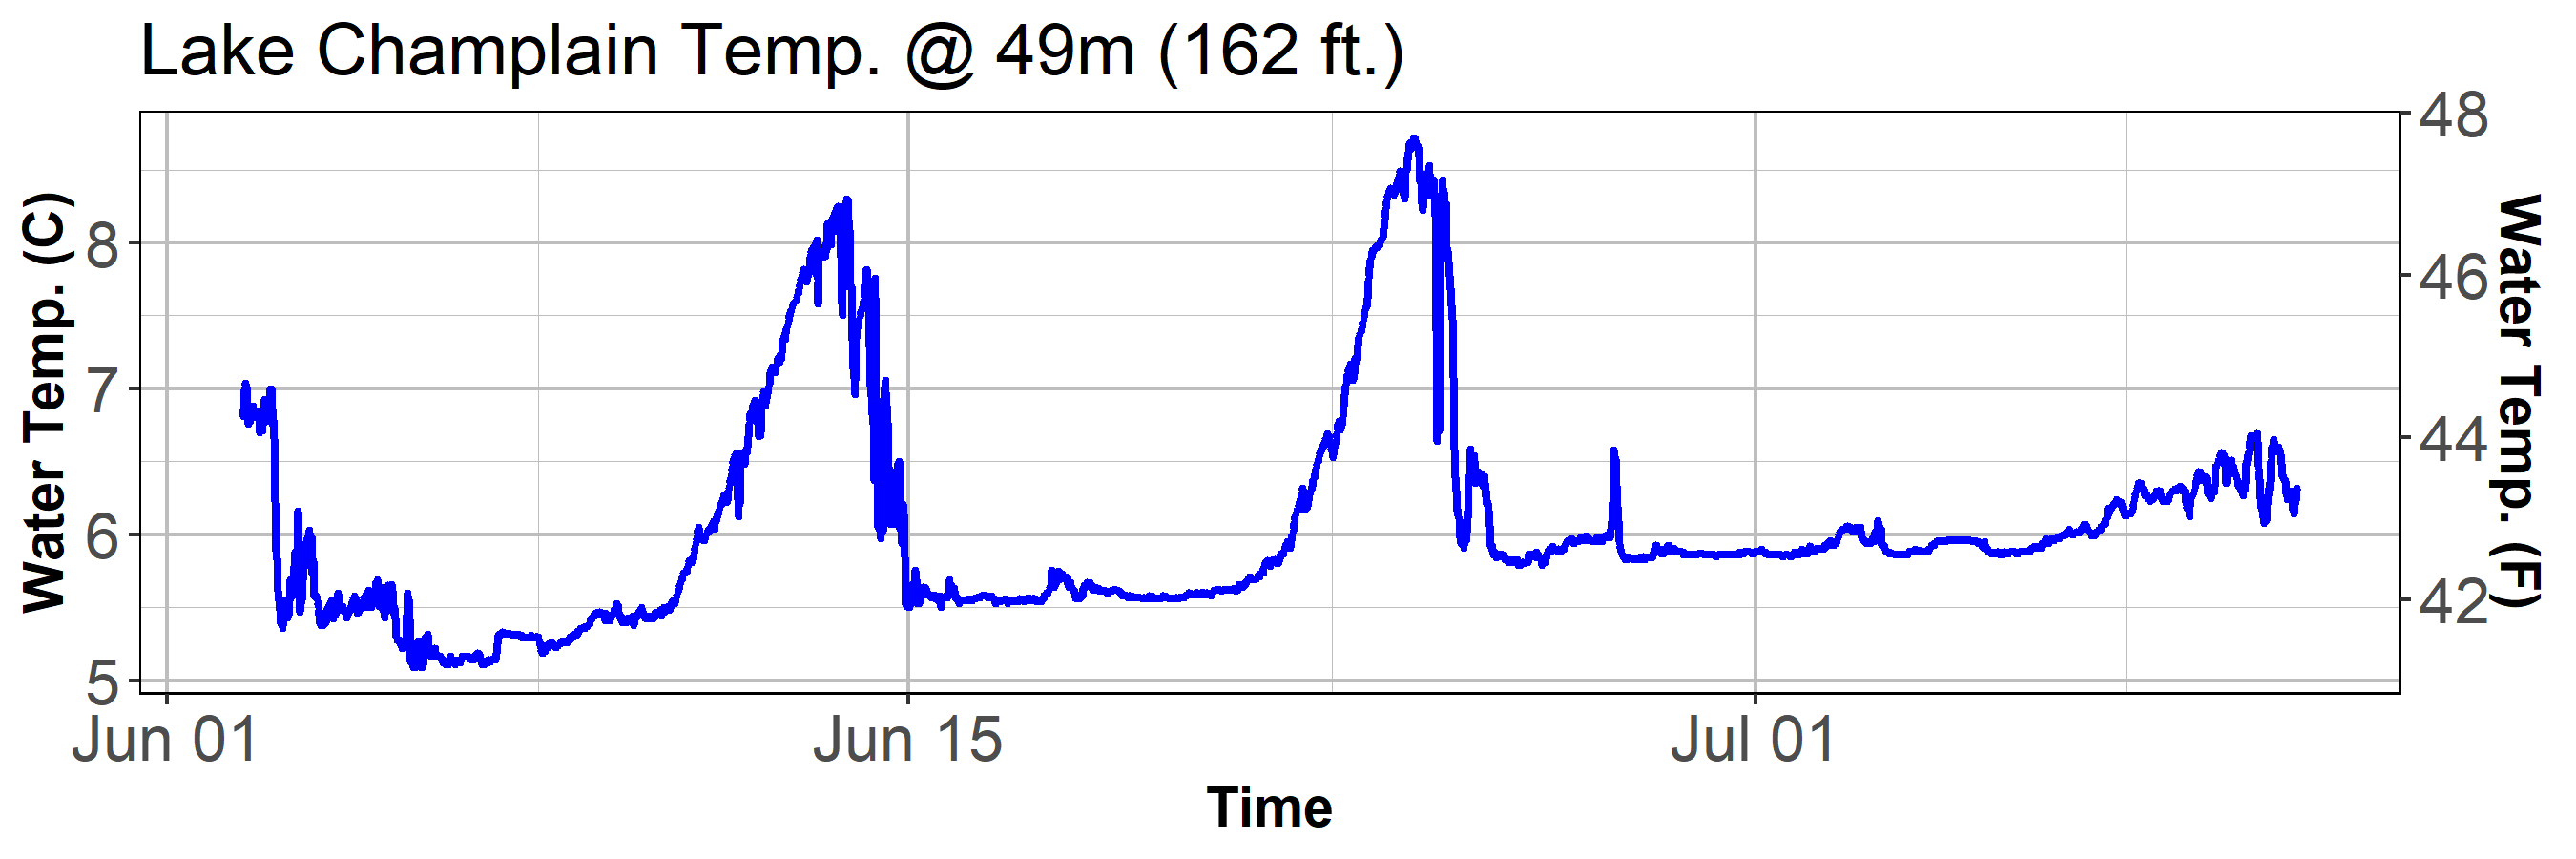 Lake Champlain Temp. @ 49m (162 ft.)
Water Temp. (C)
8
7
6
5
48
46
44
42
Water Temp. (F)
Jun 01
Jun 15
Jul 01
Time